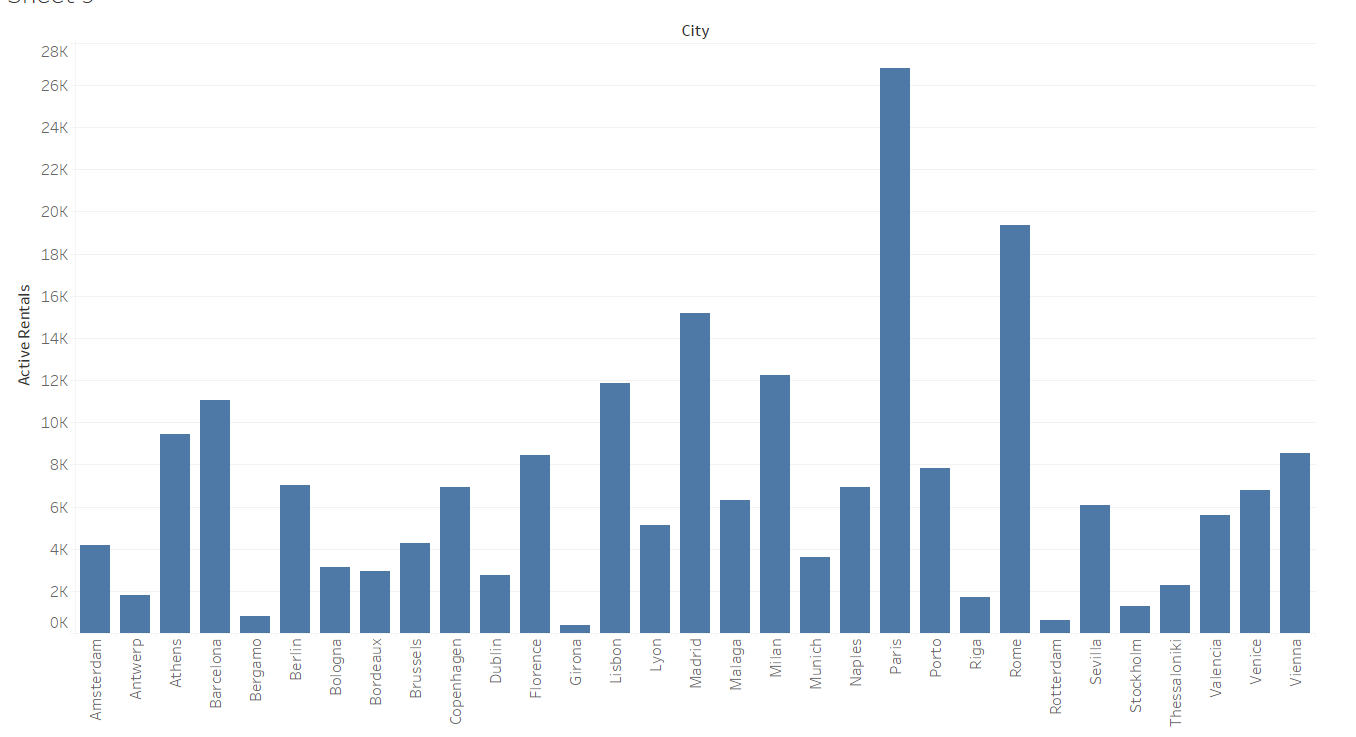 City
28K
26K
24K
22K
20K
18K
16K
14K
12K
10K
8K
6K
4K
2K
0K
Active Rentals
Amsterdam
Antwerp
Athens
Barcelona
Bergamo
Berlin
Bologna
Bordeaux
Brussels
Copenhagen
Dublin
Florence
Girona
Lisbon
Lyon
Madrid
Malaga
Milan
Munich
Naples
Paris
Porto
Riga
Rome
Rotterdam
Sevilla
Stockholm
Thessaloniki
Valencia
Venice
Vienna